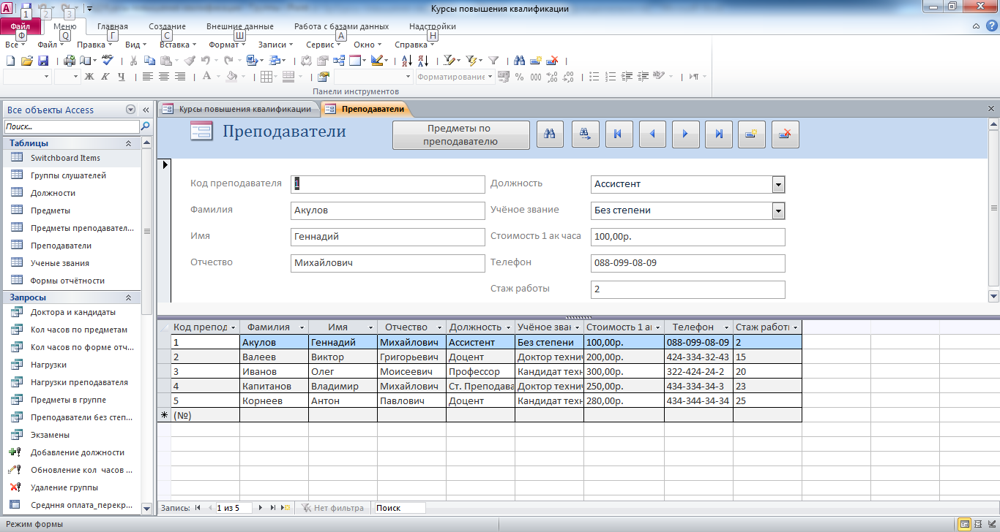 Курсы повышения квалификации
1 2 3
Файл Меню Главная Создание Внешние данные Работа с базами данных Надстройки
Ф Q Г С Ш А Н
Все Файл Правка Вид Вставка Формат Записи Сервис Окно Справка
Форматирование
Панели инструментов
Все объекты Access
Поиск..
Таблицы
Switchboard Items
Группы слушателей
Должности
Предметы
Предметы преподавател...
Преподаватели
Ученые звания
Формы отчётности
Запросы
Доктора и кандидаты
Кол часов по предметам
Кол часов по форме отч...
Нагрузки
Нагрузки преподавателя
Предметы в группе
Преподаватели без степ...
Экзамены
Добавление должности
Обновление кол часов ...
Удаление группы
Средння оплата_перекр...
Курсы повышения квалификации Преподаватели
Преподаватели
Предметы по
преподавателю
Код преподавателя 1 Должность Ассистент
Фамилия Акулов Учёное звание Без степени
Имя Геннадий Стоимость 1 ак часа 100,00р.
Отчество Михайлович Телефон 088-099-08-09
Стаж работы 2
Код препод Фамилия Имя Отчество Должность Учёное зван Стоимость 1 ак Телефон Стаж работы
1 Акулов Геннадий Михайлович Ассистент Без степени 100,00р. 088-099-08-09 2
2 Валеев Виктор Григорьевич Доцент Доктор технич 200,00р. 424-334-32-43 15
3 Иванов Олег Моисеевич Профессор Кандидат техн 300,00р. 322-424-24-2 20
4 Капитанов Владимир Михайлович Ст. Преподава Доктор технич 250,00р. 434-334-34-3 23
5 Корнеев Антон Павлович Доцент Кандидат техн 280,00р. 434-344-34-34 25
(№)
Запись: 1 из 5 Нет фильтра Поиск
Режим формы